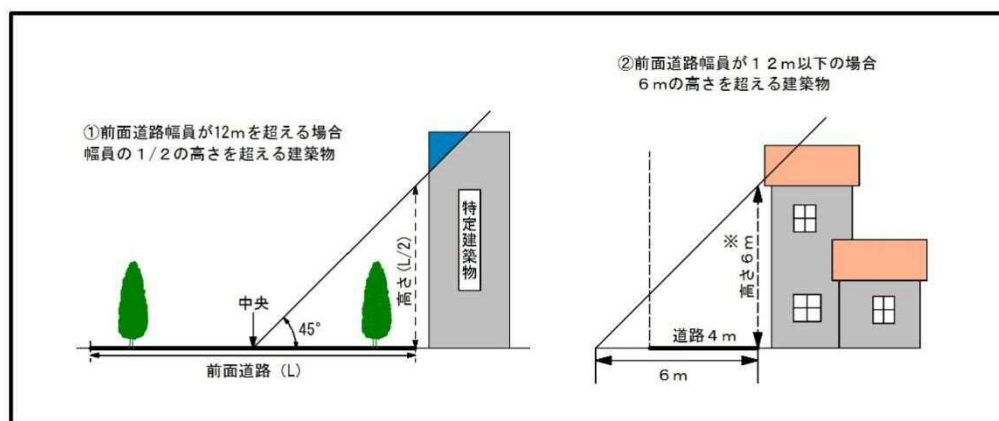 ①前面道路幅員が12mを超える場合
幅員の1/2の高さを超える建築物
特定建築物
高さ(L/2)
中央
45°
前面道路(L)
②前面道路幅員が12m以下の場合
6mの高さを超える建築物
高さ6m※
道路4m
6m